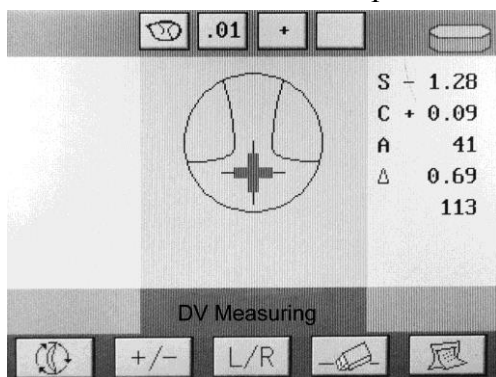 .01 +
S - 1.28
C + 0.09
A 41
Δ 0.69
113
DV Measuring
+/- L/R